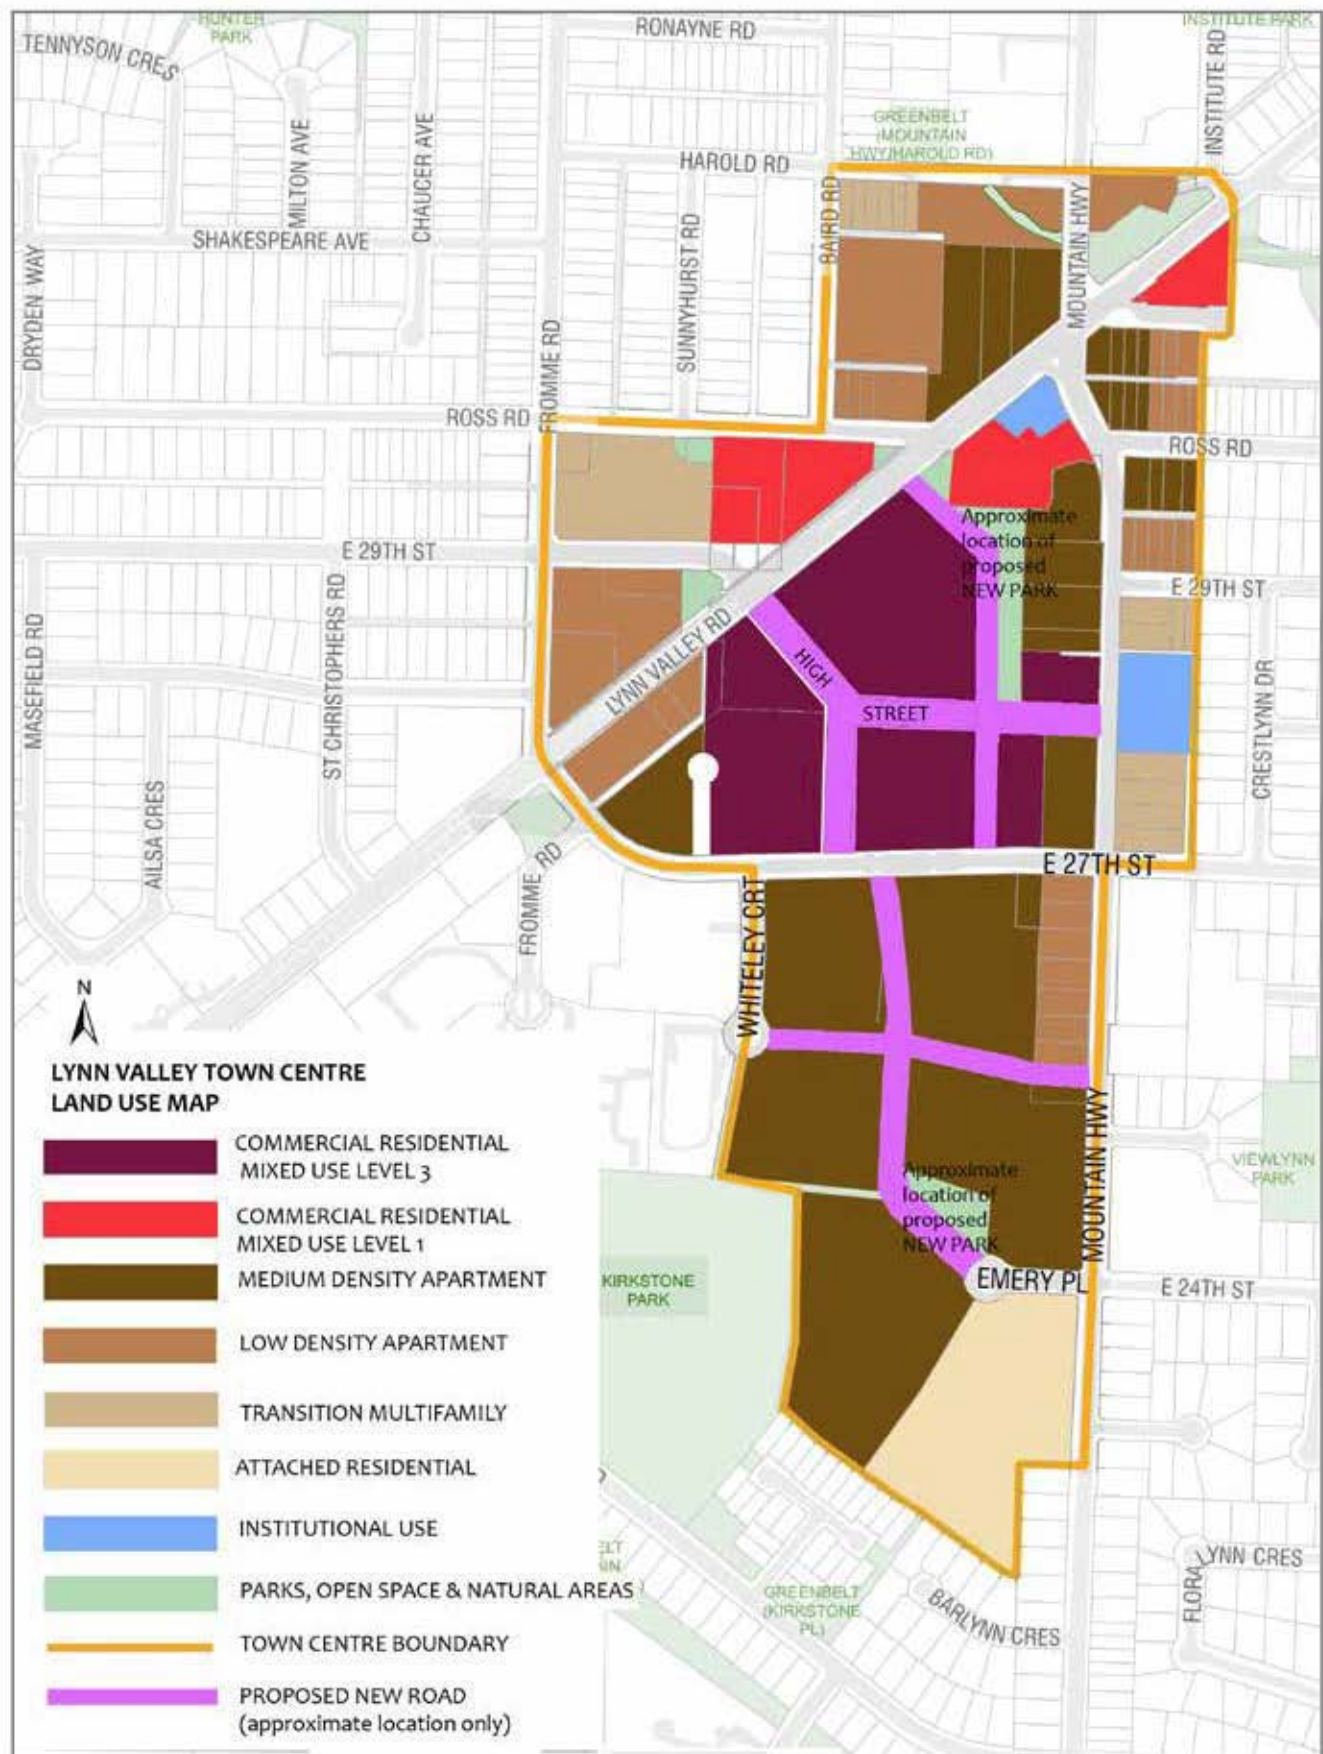 HUNTER
PARK
TENNYSON CRES
RONAYNE RD
INSTITUTE PARK
INSTITUTE RD
MILTON AVE
CHAUCER AVE
GREENBELT
(MOUNTAIN
HWY/HAROLD RD)
HAROLD RD
BAIRD RD
MOUNTAIN HWY
SHAKESPEARE AVE
SUNNYHURST RD
DRYDEN WAY
FROMME RD
ROSS RD
ROSS RD
Approximate
location of
proposed
NEW PARK
E 29TH ST
E 29TH ST
MASEFIELD RD
ST CHRISTOPHERS RD
LYNN VALLEY RD
HIGH
STREET
CRESTLYNN DR
AILSA CRES
FROMME RD
E 27TH ST
WHITELEY CRT
N
LYNN VALLEY TOWN CENTRE
LAND USE MAP
COMMERCIAL RESIDENTIAL
MIXED USE LEVEL 3
COMMERCIAL RESIDENTIAL
MIXED USE LEVEL 1
MEDIUM DENSITY APARTMENT
LOW DENSITY APARTMENT
TRANSITION MULTIFAMILY
ATTACHED RESIDENTIAL
INSTITUTIONAL USE
PARKS, OPEN SPACE & NATURAL AREAS
TOWN CENTRE BOUNDARY
PROPOSED NEW ROAD
(approximate location only)
MOUNTAIN HWY
VIEWLYNN
PARK
Approximate
location of
proposed
NEW PARK
KIRKSTONE
PARK
EMERY PL
E 24TH ST
GREENBELT
(KIRKSTONE
PL)
BARLYNN CRES
FLORA
LYNN CRES